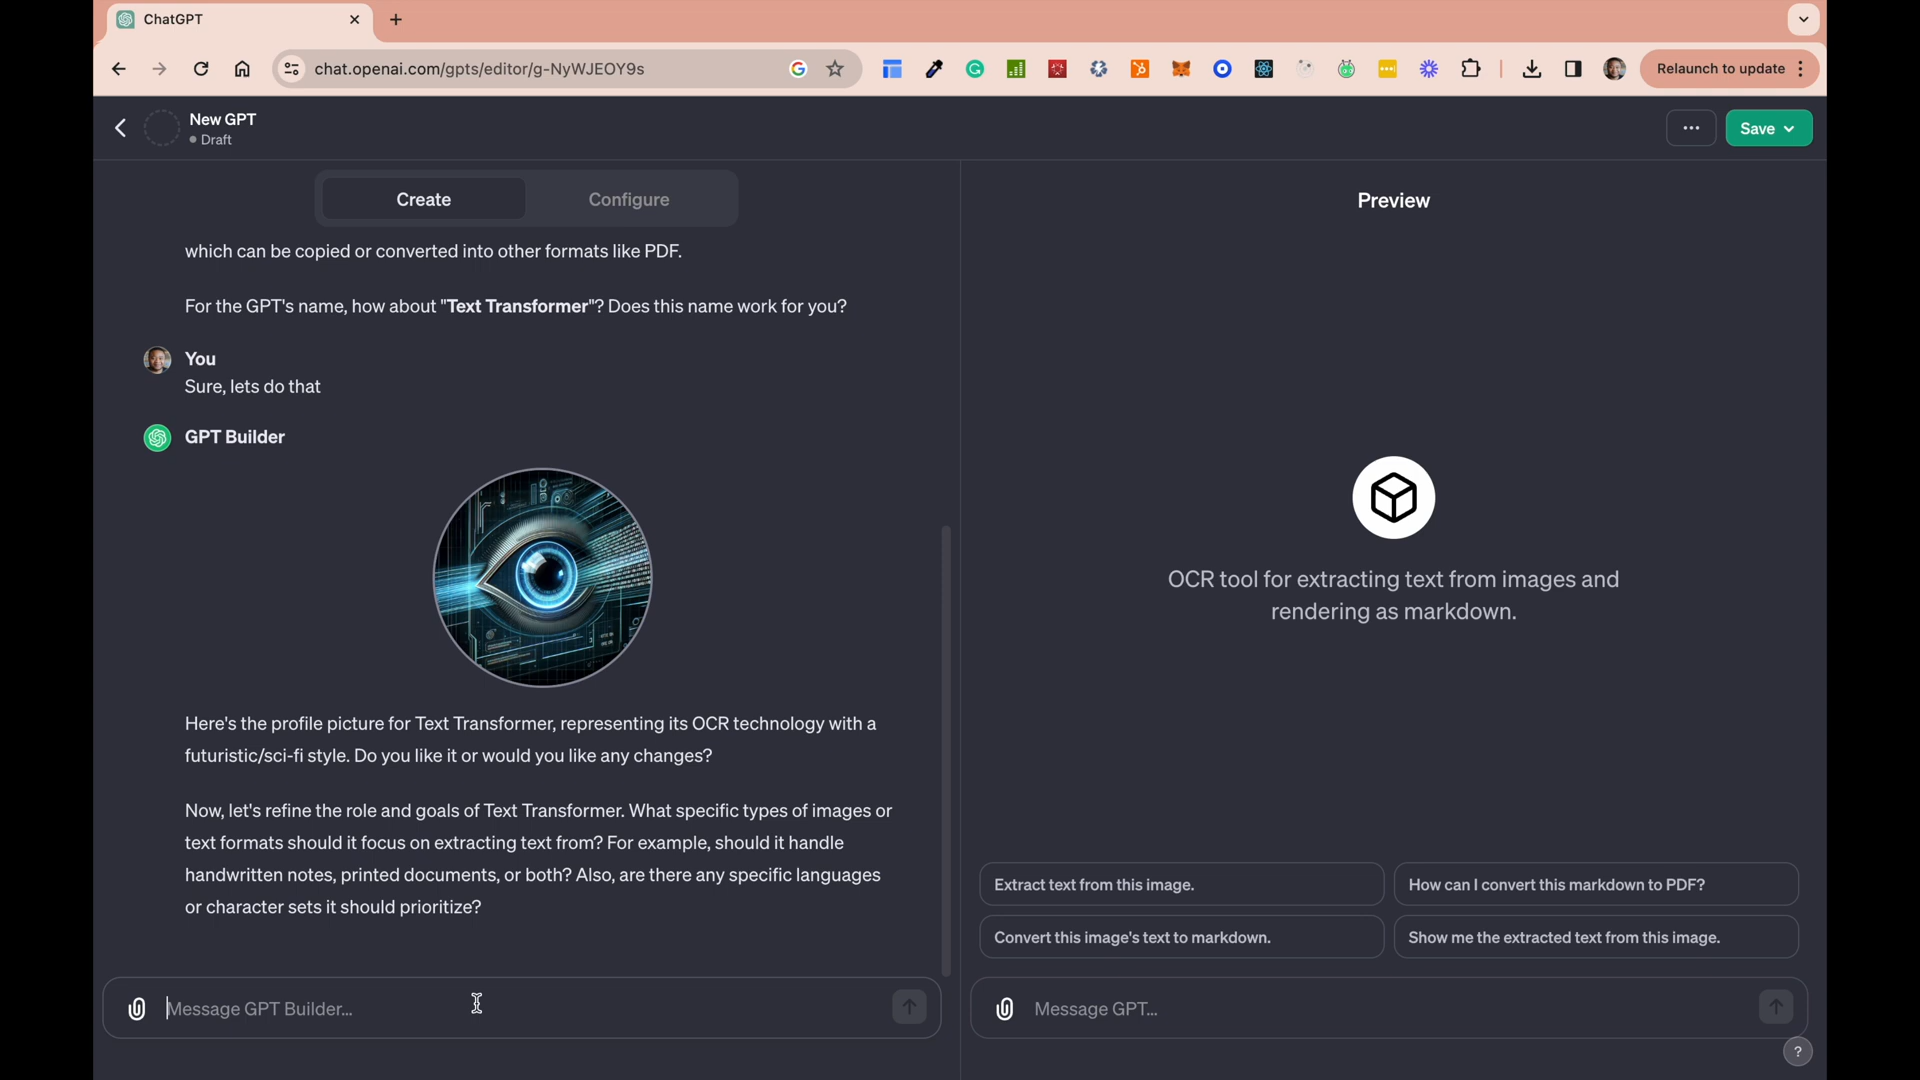 ChatGPT
chat.openai.com/gpts/editor/g-NyWJEOY9s
Relaunch to update
New GPT
Draft
Save
Create
Configure
Preview
which can be copied or converted into other formats like PDF.
For the GPT's name, how about "Text Transformer"? Does this name work for you?
You
Sure, lets do that
GPT Builder
Here's the profile picture for Text Transformer, representing its OCR technology with a
futuristic/sci-fi style. Do you like it or would you like any changes?
Now, let's refine the role and goals of Text Transformer. What specific types of images or
text formats should it focus on extracting text from? For example, should it handle
handwritten notes, printed documents, or both? Also, are there any specific languages
or character sets it should prioritize?
Message GPT Builder...
OCR tool for extracting text from images and
rendering as markdown.
Extract text from this image.
How can I convert this markdown to PDF?
Convert this image's text to markdown.
Show me the extracted text from this image.
Message GPT...
?